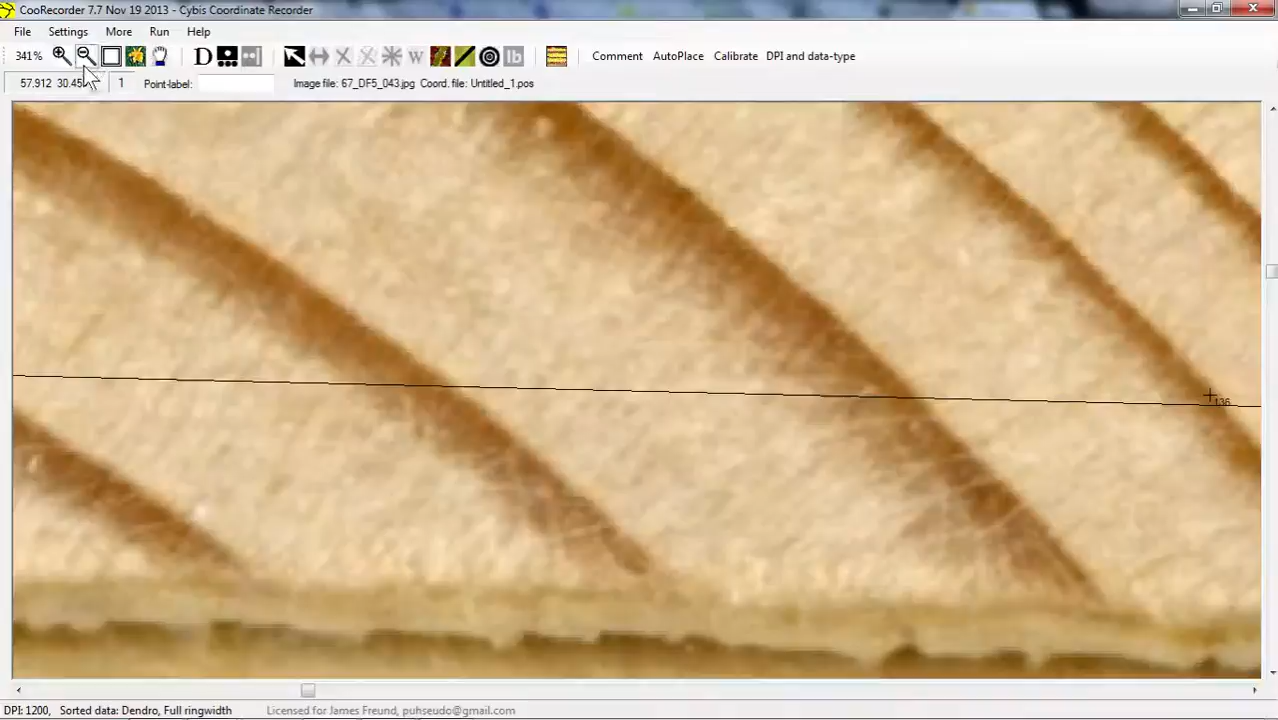 CooRecorder 7.7 Nov 19 2013 - Cybis Coordinate Recorder
File Settings More Run Help
341% D W lb Comment AutoPlace Calibrate DPI and data-type
57.912 1 Point-label: Image file: 67_DF5_043.jpg Coord. file: Untitled_1.pos
136
DPI: 1200, Sorted data: Dendro, Full ringwidth Licensed for James Freund, puhseudo@gmail.com